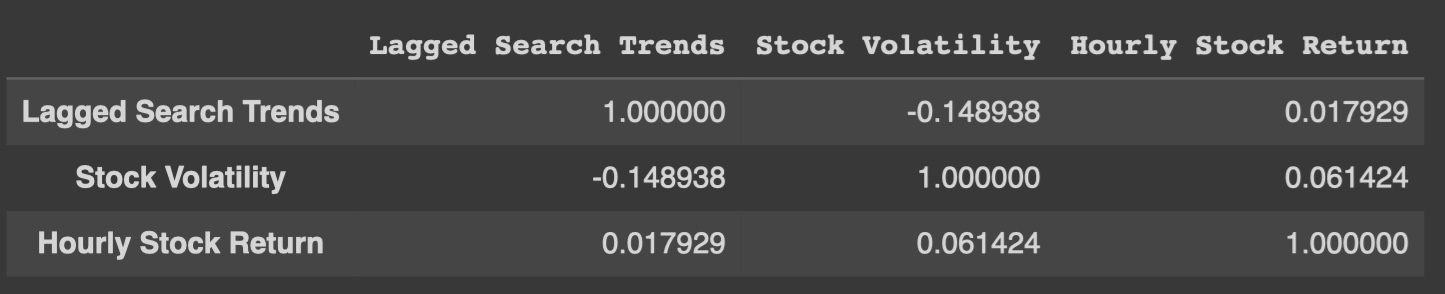 Lagged Search Trends Stock Volatility Hourly Stock Return
Lagged Search Trends 1.000000 -0.148938 0.017929
Stock Volatility -0.148938 1.000000 0.061424
Hourly Stock Return 0.017929 0.061424 1.000000